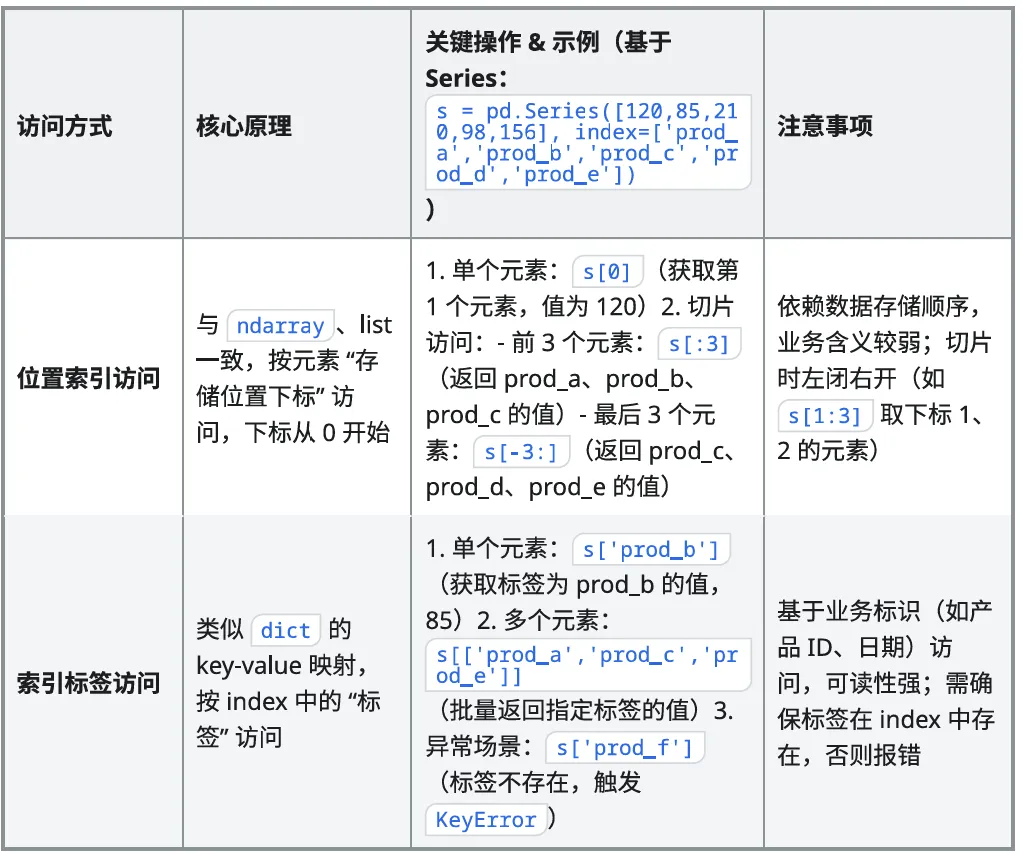 访问方式
核心原理
关键操作 & 示例（基于
Series：
s = pd.Series([120,85,21
0,98,156], index=['prod_
a','prod_b','prod_c','pr
od_d','prod_e'])
）
注意事项
位置索引访问
与 ndarray 、list
一致，按元素 “存
储位置下标” 访
问，下标从 0 开始
1. 单个元素： s[0] （获取第
1 个元素，值为 120）2. 切片
访问：- 前 3 个元素： s[:3]
（返回 prod_a、prod_b、
prod_c 的值）- 最后 3 个元
素： s[-3:] （返回 prod_c、
prod_d、prod_e 的值）
依赖数据存储顺序，
业务含义较弱；切片
时左闭右开（如
s[1:3] 取下标 1、
2 的元素）
索引标签访问
类似 dict 的
key-value 映射，
按 index 中的 “标
签” 访问
1. 单个元素： s['prod_b']
（获取标签为 prod_b 的值，
85）2. 多个元素：
s[['prod_a','prod_c','pr
od_e']]
（批量返回指定标签的值）3.
异常场景： s['prod_f']
（标签不存在，触发
KeyError ）
基于业务标识（如产
品 ID、日期）访
问，可读性强；需确
保标签在 index 中存
在，否则报错